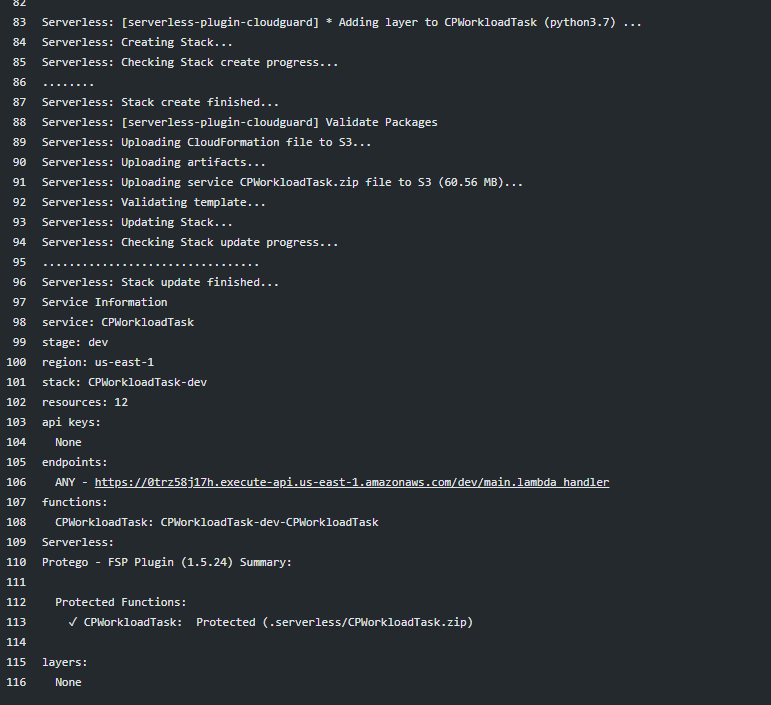 82
83 Serverless: [serverless-plugin-cloudguard] * Adding layer to CPWorkloadTask (python3.7) ...
84 Serverless: Creating Stack...
85 Serverless: Checking Stack create progress...
86 ........
87 Serverless: Stack create finished...
88 Serverless: [serverless-plugin-cloudguard] Validate Packages
89 Serverless: Uploading CloudFormation file to S3...
90 Serverless: Uploading artifacts...
91 Serverless: Uploading service CPWorkloadTask.zip file to S3 (60.56 MB)...
92 Serverless: Validating template...
93 Serverless: Updating Stack...
94 Serverless: Checking Stack update progress...
95 .................................
96 Serverless: Stack update finished...
97 Service Information
98 service: CPWorkloadTask
99 stage: dev
100 region: us-east-1
101 stack: CPWorkloadTask-dev
102 resources: 12
103 api keys:
104 None
105 endpoints:
106 ANY - https://0trz58j17h.execute-api.us-east-1.amazonaws.com/dev/main.lambda_handler
107 functions:
108 CPWorkloadTask: CPWorkloadTask-dev-CPWorkloadTask
109 Serverless:
110 Protego - FSP Plugin (1.5.24) Summary:
111
112 Protected Functions:
113 ✓ CPWorkloadTask: Protected (.serverless/CPWorkloadTask.zip)
114
115 layers:
116 None